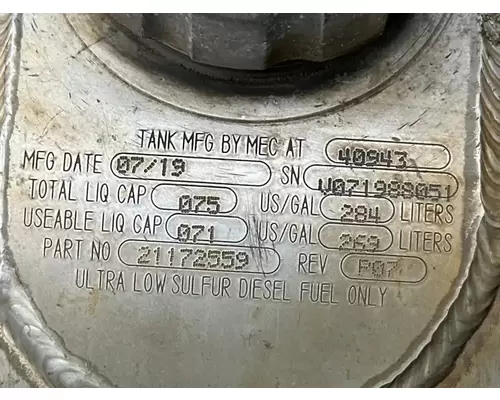 TANK MFG BY MEC AT 40943
MFG DATE 07/19 SN V071998051
TOTAL LIQ CAP 075 US/GAL 284 LITERS
USEABLE LIQ CAP 071 US/GAL 269 LITERS
PART NO 21172559 REV P07
ULTRA LOW SULFUR DIESEL FUEL ONLY